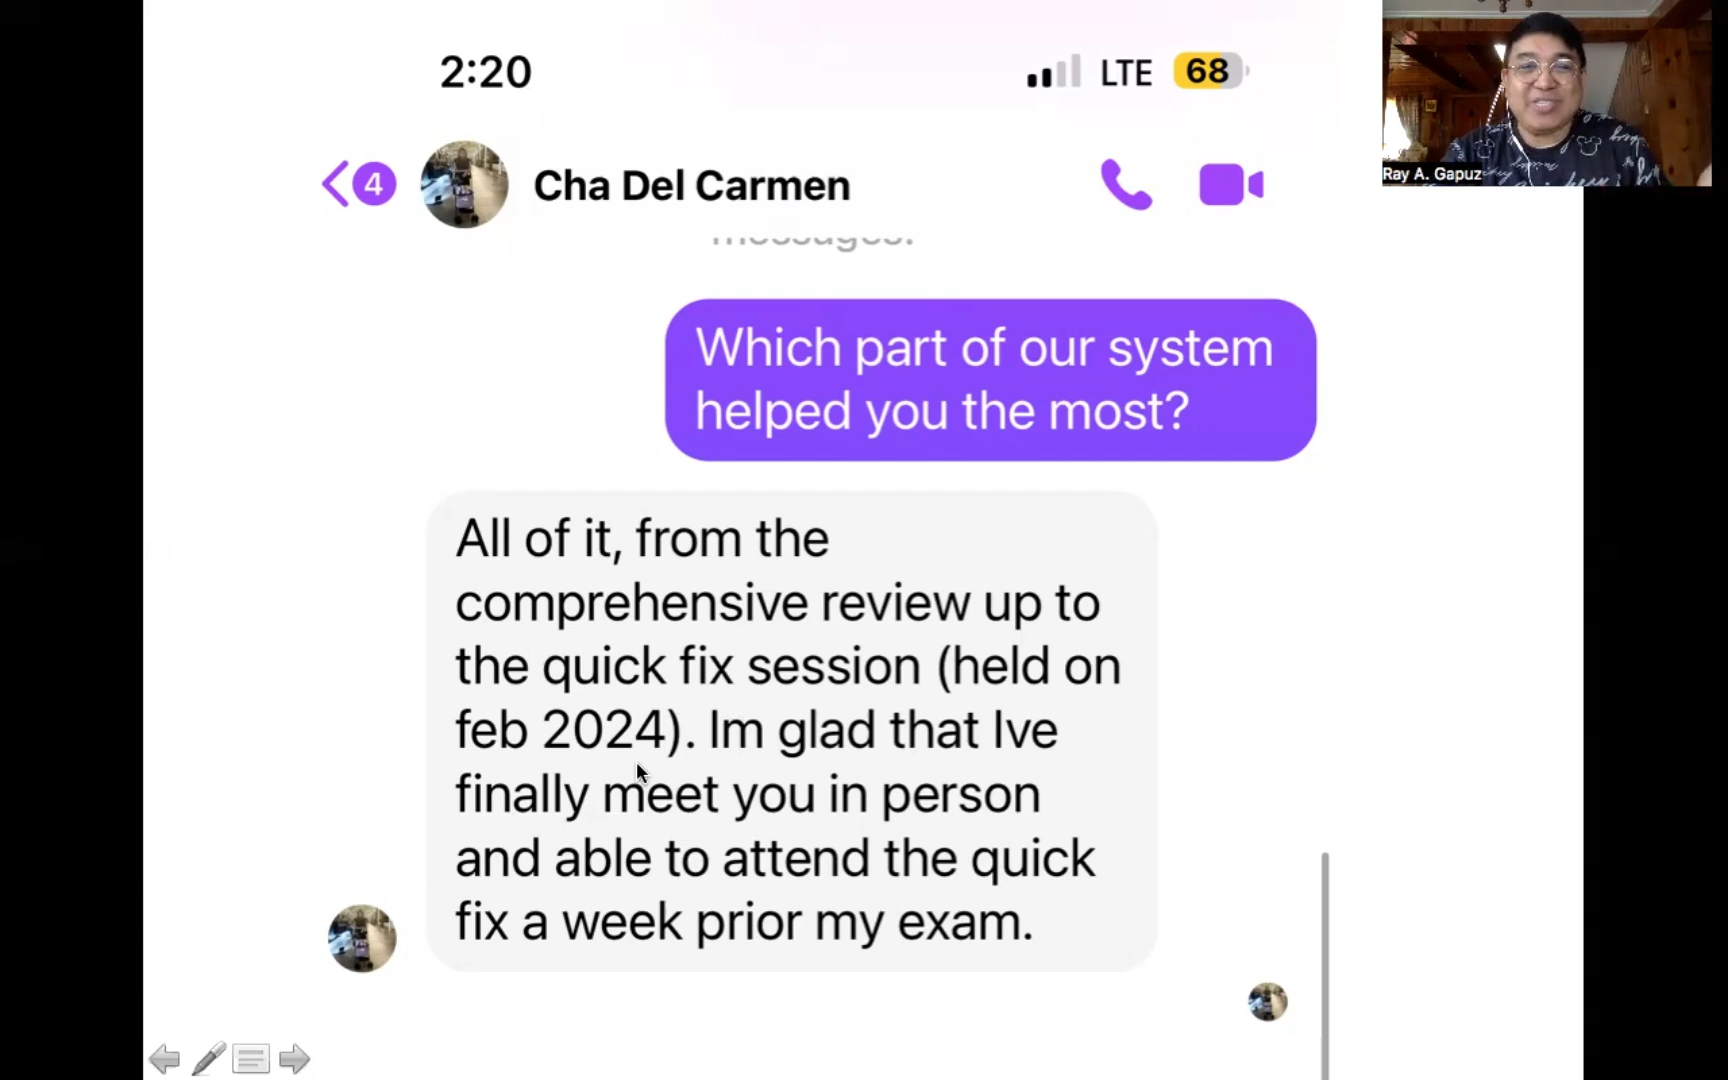 2:20
LTE
68
Ray A. Gapuz
4
Cha Del Carmen
messages.
Which part of our system
helped you the most?
All of it, from the
comprehensive review up to
the quick fix session (held on
feb 2024). Im glad that Ive
finally meet you in person
and able to attend the quick
fix a week prior my exam.